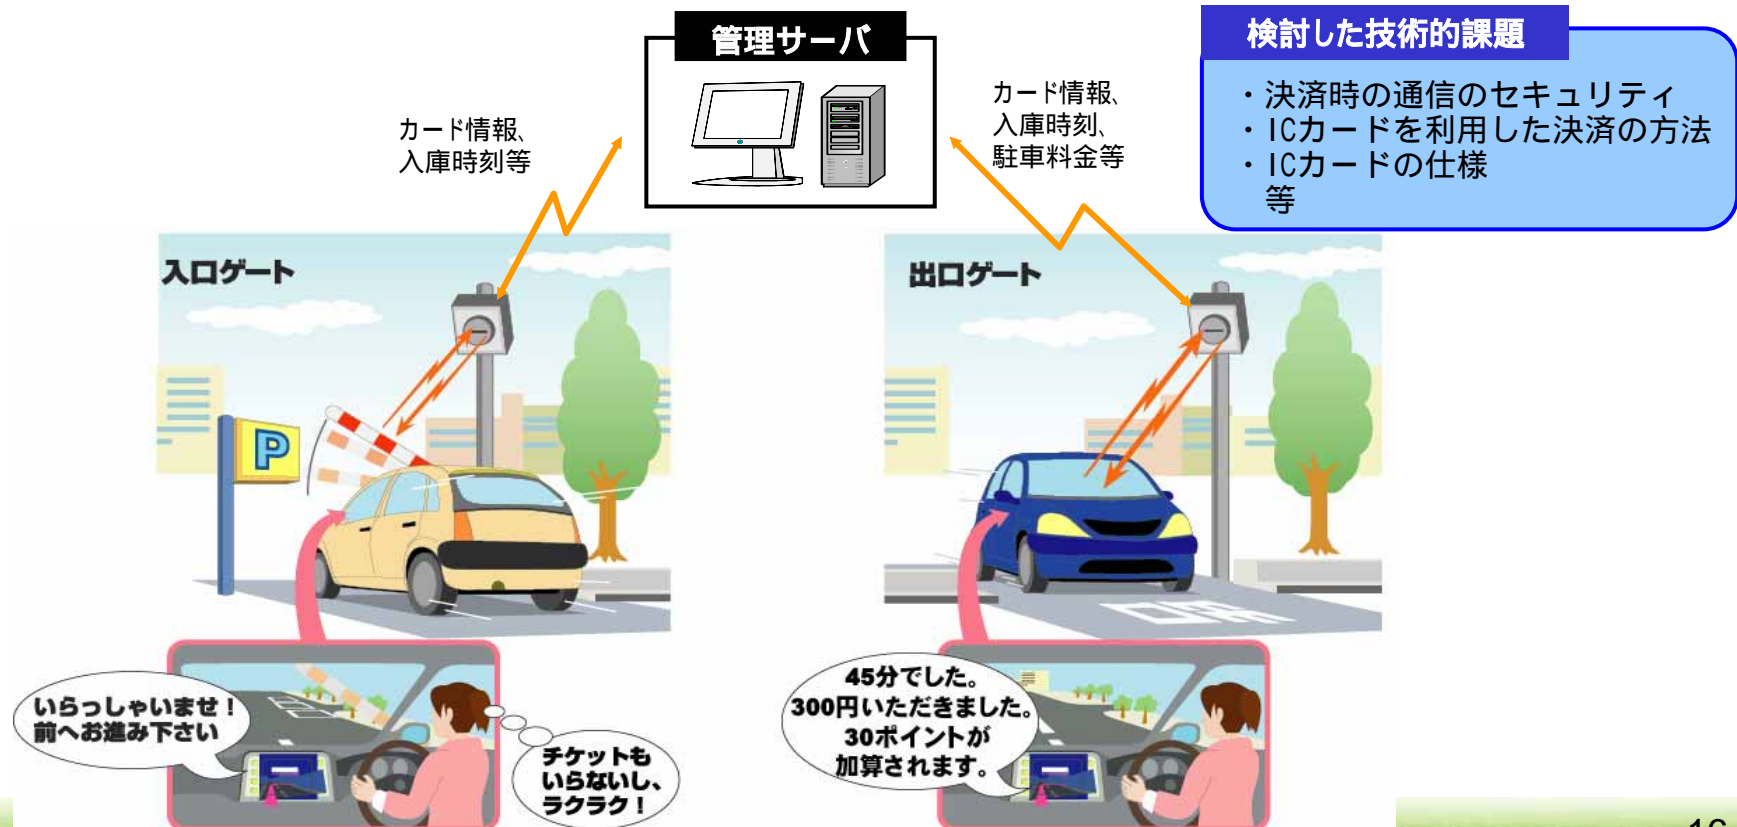 管理サーバ
検討した技術的課題
・決済時の通信のセキュリティ
・ICカードを利用した決済の方法
・ICカードの仕様
等
カード情報、
入庫時刻等
カード情報、
入庫時刻、
駐車料金等
入口ゲート
出口ゲート
P
いらっしゃいませ！
前へお進み下さい
チケットも
いらないし、
ラクラク！
45分でした。
300円いただきました。
30ポイントが
加算されます。